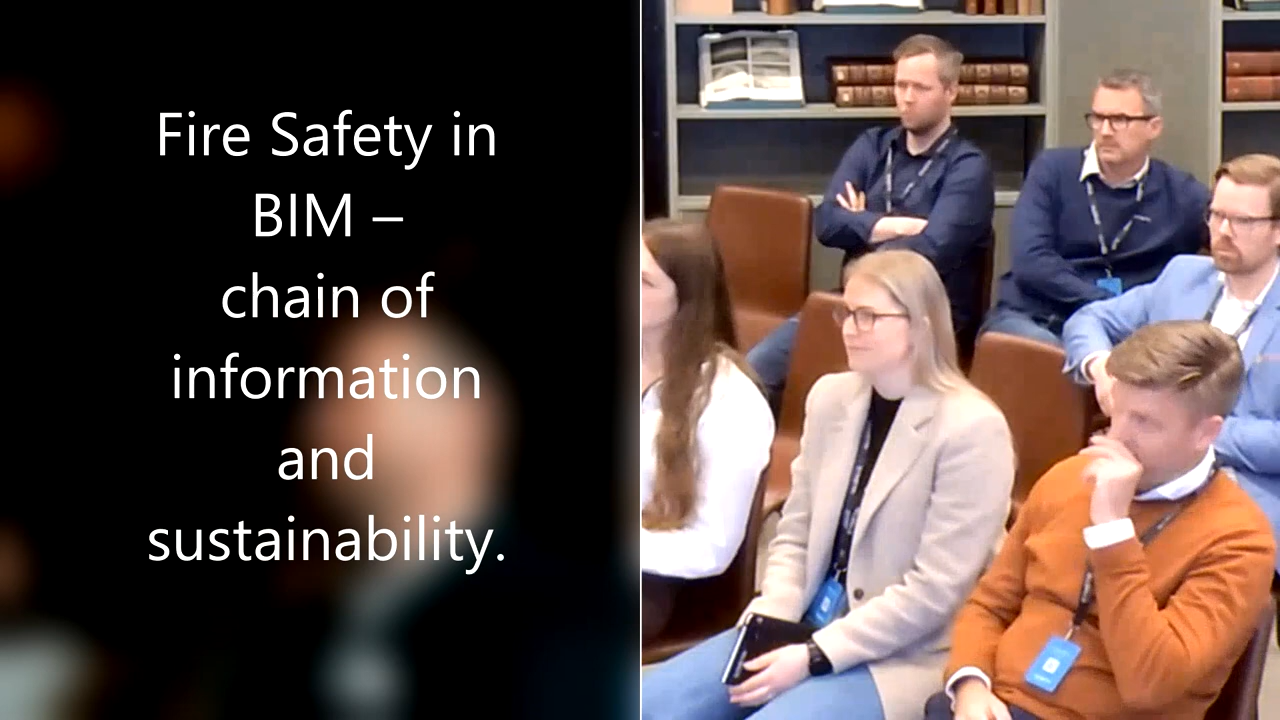 Fire Safety in
BIM –
chain of
information
and
sustainability.